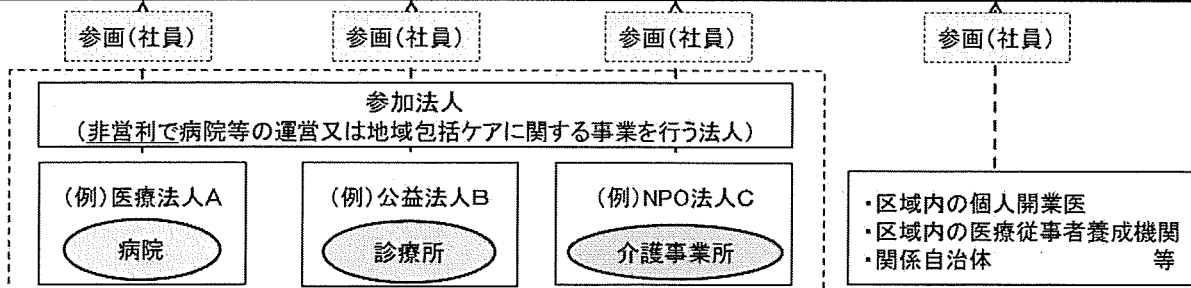 参画(社員)
参画(社員)
参画(社員)
参画(社員)
参加法人
(非営利で病院等の運営又は地域包括ケアに関する事業を行う法人)
(例)医療法人A
病院
(例)公益法人B
診療所
(例)NPO法人C
介護事業所
・区域内の個人開業医
・区域内の医療従事者養成機関
・関係自治体 等